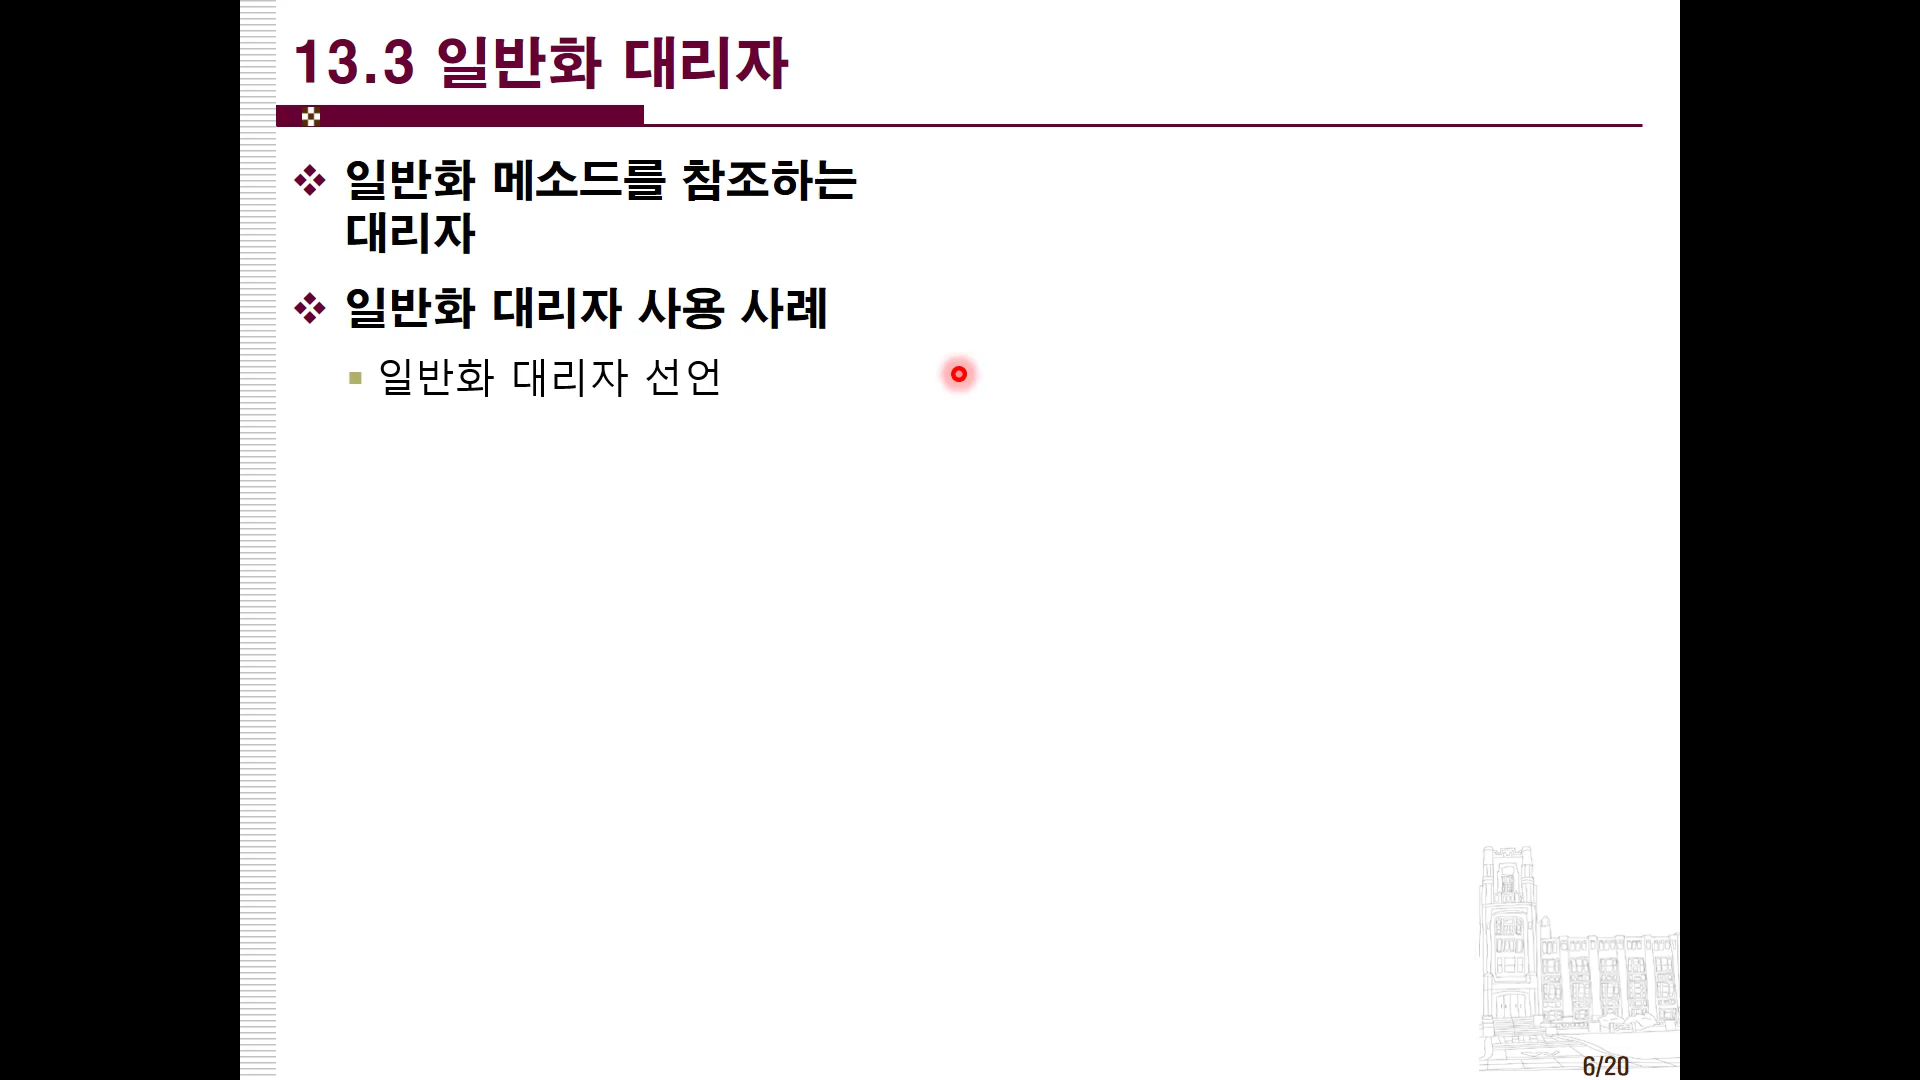 13.3 일반화 대리자
일반화 메소드를 참조하는
대리자
일반화 대리자 사용 사례
일반화 대리자 선언
6/20